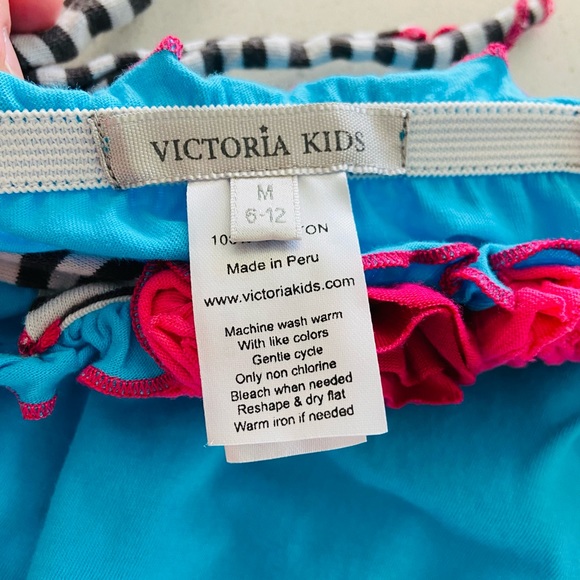 VICTORIA KIDS
M
6-12
100% 
Made in Peru
www.victoriakids.com
Machine wash warm
With like colors
Gentle cycle
Only non chlorine
Bleach when needed
Reshape & dry flat
Warm iron if needed